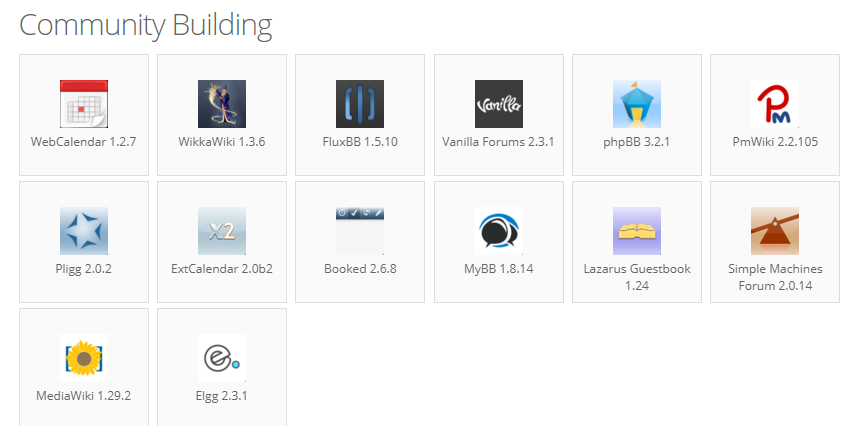 Community Building
WebCalendar 1.2.7
WikkaWiki 1.3.6
FluxBB 1.5.10
Vanilla
Vanilla Forums 2.3.1
phpBB 3.2.1
PM
PmWiki 2.2.105
Pligg 2.0.2
X2
ExtCalendar 2.0b2
Booked 2.6.8
MyBB 1.8.14
Lazarus Guestbook
1.24
Simple Machines
Forum 2.0.14
MediaWiki 1.29.2
e
Elgg 2.3.1